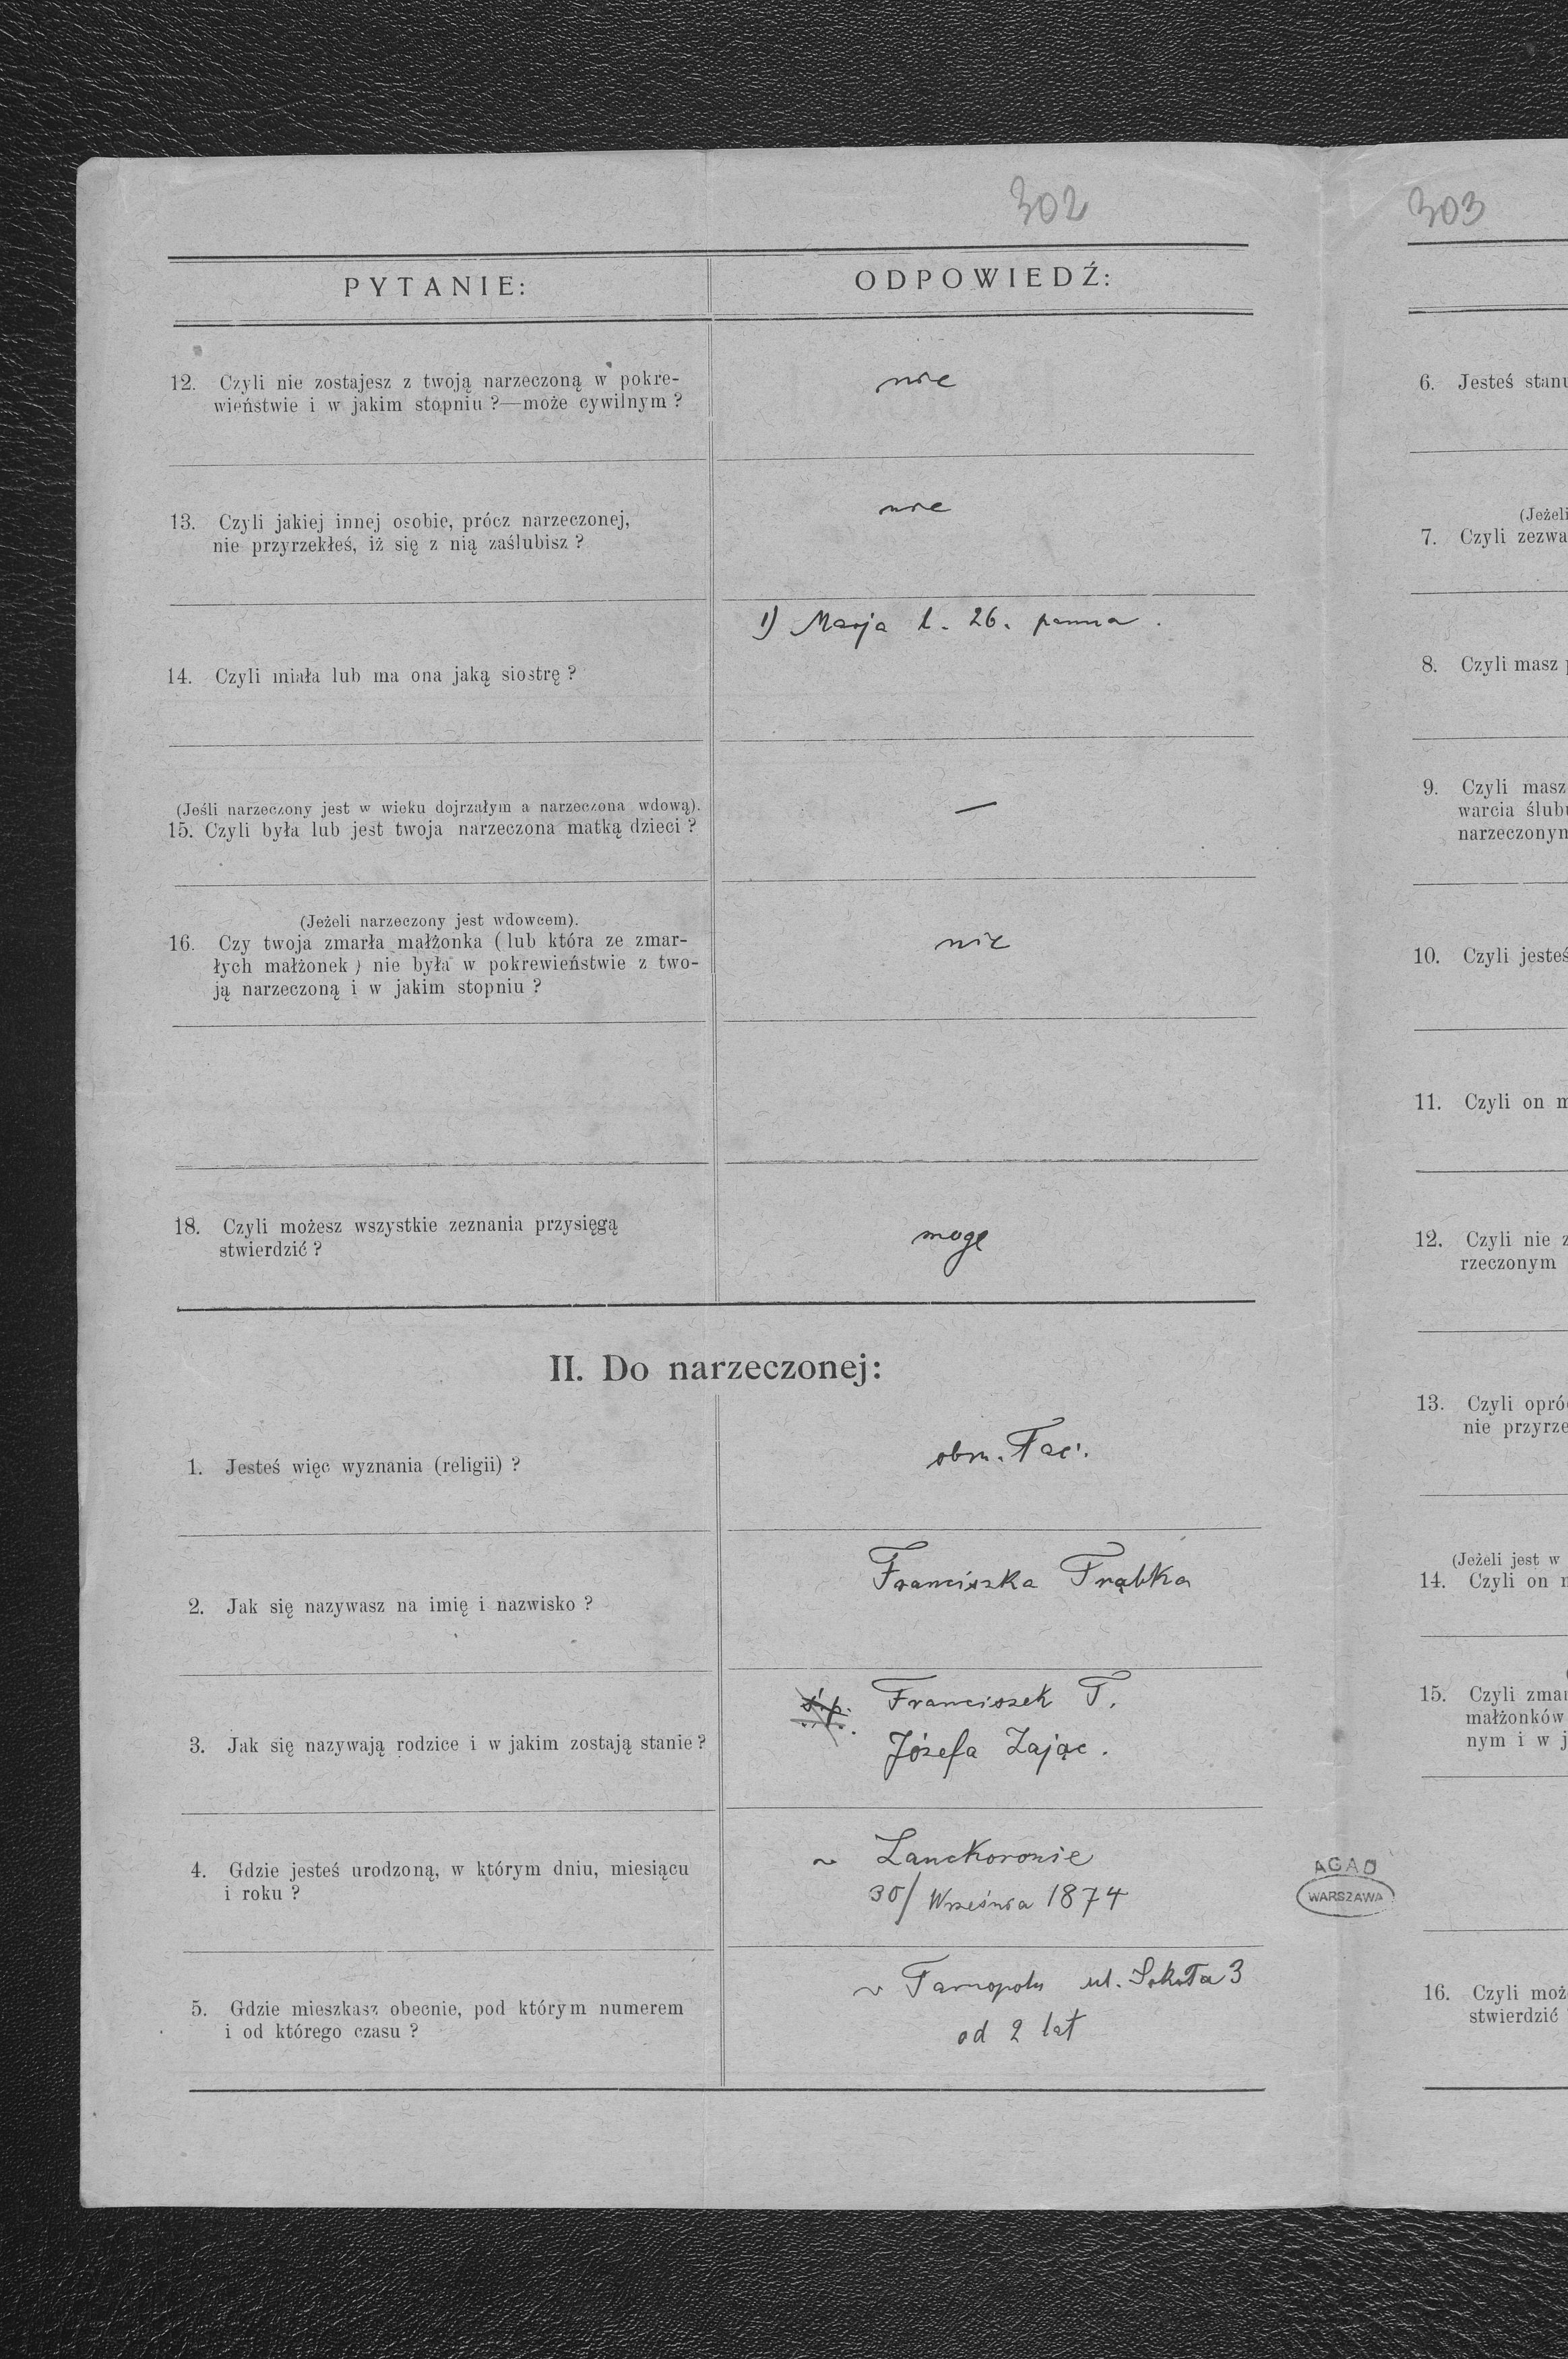 302
PYTANIE:
ODPOWIEDŹ:
12. Czyli nie zostajesz z twoją narzeczoną w pokre-
wieństwie i w jakim stopniu ?—może cywilnym ?
nie
13. Czyli jakiej innej osobie, prócz narzeczonej,
nie przyrzekłeś, iż się z nią zaślubisz ?
nie
14. Czyli miała lub ma ona jaką siostrę ?
1) Marja l. 26. panna .
(Jeśli narzeczony jest w wieku dojrzałym a narzeczona wdową).
15. Czyli była lub jest twoja narzeczona matką dzieci ?
—
(Jeżeli narzeczony jest wdowcem).
16. Czy twoja zmarła małżonka (lub która ze zmar-
łych małżonek) nie była w pokrewieństwie z two-
ją narzeczoną i w jakim stopniu ?
nie
18. Czyli możesz wszystkie zeznania przysięgą
stwierdzić ?
mogę
II. Do narzeczonej:
1. Jesteś więc wyznania (religii) ?
obrz. łać.
2. Jak się nazywasz na imię i nazwisko ?
Franciszka Trąbka
3. Jak się nazywają rodzice i w jakim zostają stanie ?
ś.p. Franciszek T.
Józefa Zając .
4. Gdzie jesteś urodzoną, w którym dniu, miesiącu
i roku ?
w Lanckoronie
30/ Września 1874
5. Gdzie mieszkasz obecnie, pod którym numerem
i od którego czasu ?
w Tarnopolu ul. Sokoła 3
od 2 lat
AGAD
WARSZAWA
303
6. Jesteś stanu
(Jeżeli
7. Czyli zezwa
8. Czyli masz
9. Czyli masz
warcia ślubu
narzeczonym
10. Czyli jesteś
11. Czyli on m
12. Czyli nie z
rzeczonym
13. Czyli opró
nie przyrze
(Jeżeli jest w
14. Czyli on
15. Czyli zmar
małżonków
nym i w j
16. Czyli moż
stwierdzić